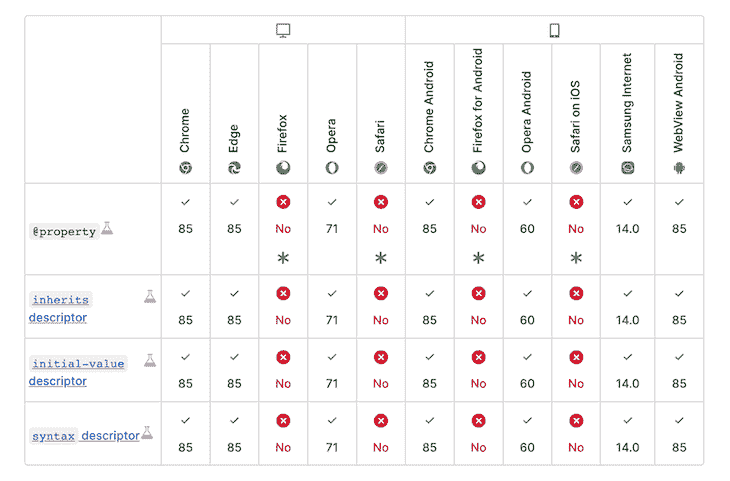 Chrome
Edge
Firefox
Opera
Safari
Chrome Android
Firefox for Android
Opera Android
Safari on iOS
Samsung Internet
WebView Android
@property
85 85 No 71 No 85 No 60 No 14.0 85
* * * *
inherits
descriptor
85 85 No 71 No 85 No 60 No 14.0 85
initial-value
descriptor
85 85 No 71 No 85 No 60 No 14.0 85
syntax descriptor
85 85 No 71 No 85 No 60 No 14.0 85